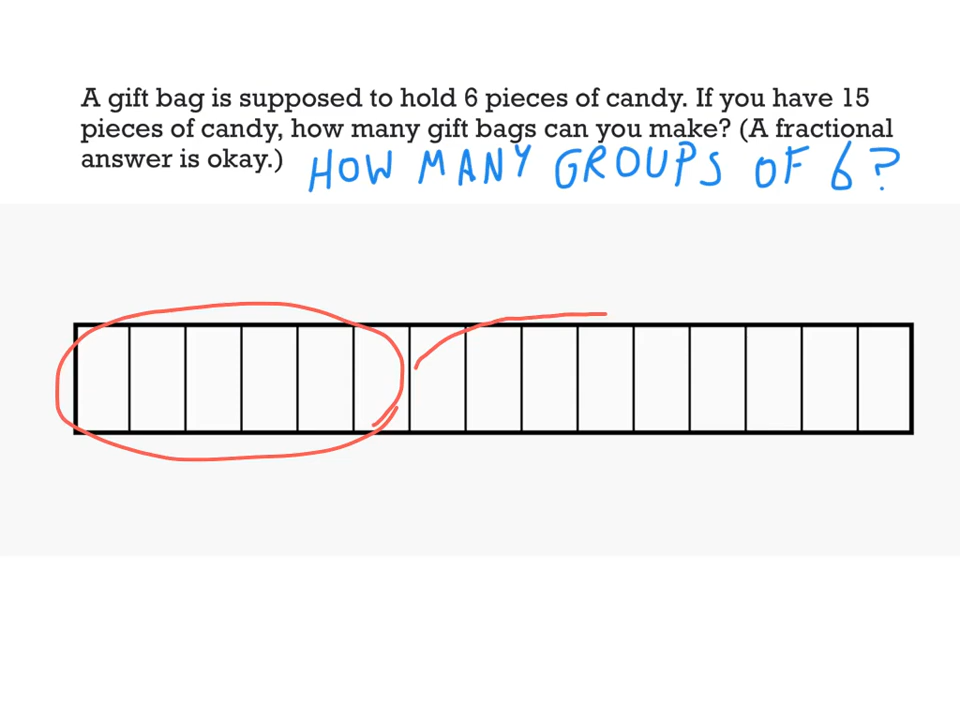 A gift bag is supposed to hold 6 pieces of candy. If you have 15
pieces of candy, how many gift bags can you make? (A fractional
answer is okay.) HOW MANY GROUPS OF 6?